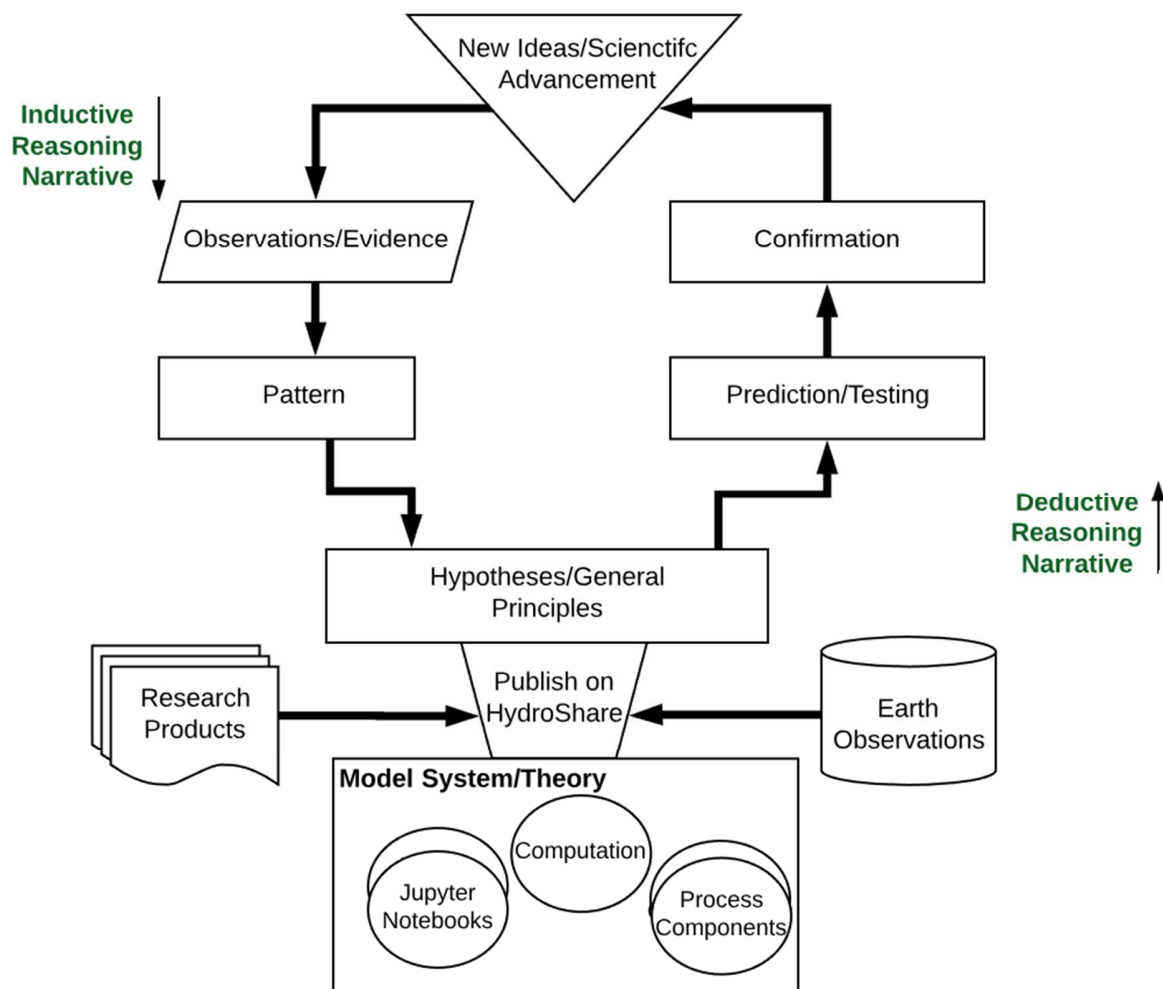 New Ideas/Scienctifc
Advancement
Inductive
Reasoning
Narrative
Observations/Evidence
Confirmation
Pattern
Prediction/Testing
Deductive
Reasoning
Narrative
Hypotheses/General
Principles
Research
Products
Publish on
HydroShare
Earth
Observations
Model System/Theory
Computation
Jupyter
Notebooks
Process
Components